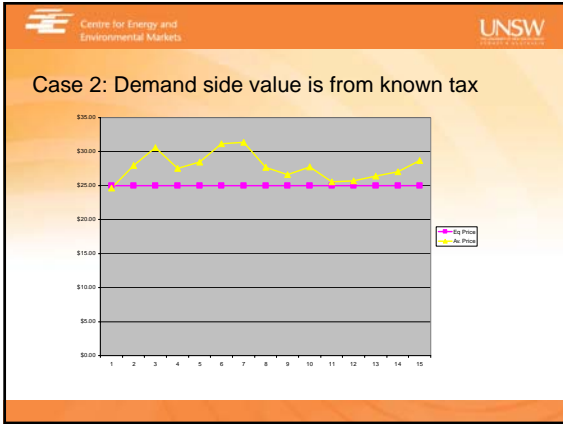 Centre for Energy and
Environmental Markets
UNSW
Case 2: Demand side value is from known tax
$35.00
$30.00
$25.00
$20.00
$15.00
$10.00
$5.00
$0.00
1 2 3 4 5 6 7 8 9 10 11 12 13 14 15
Eq Price
Av. Price